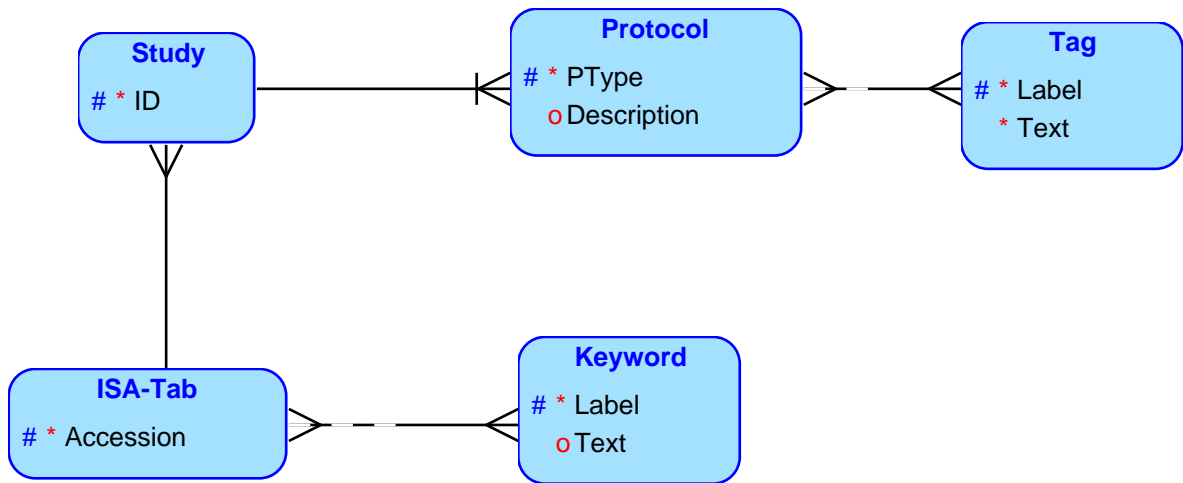 Study
# * ID
Protocol
# * PType
o Description
Tag
# * Label
* Text
ISA-Tab
# * Accession
Keyword
# * Label
o Text